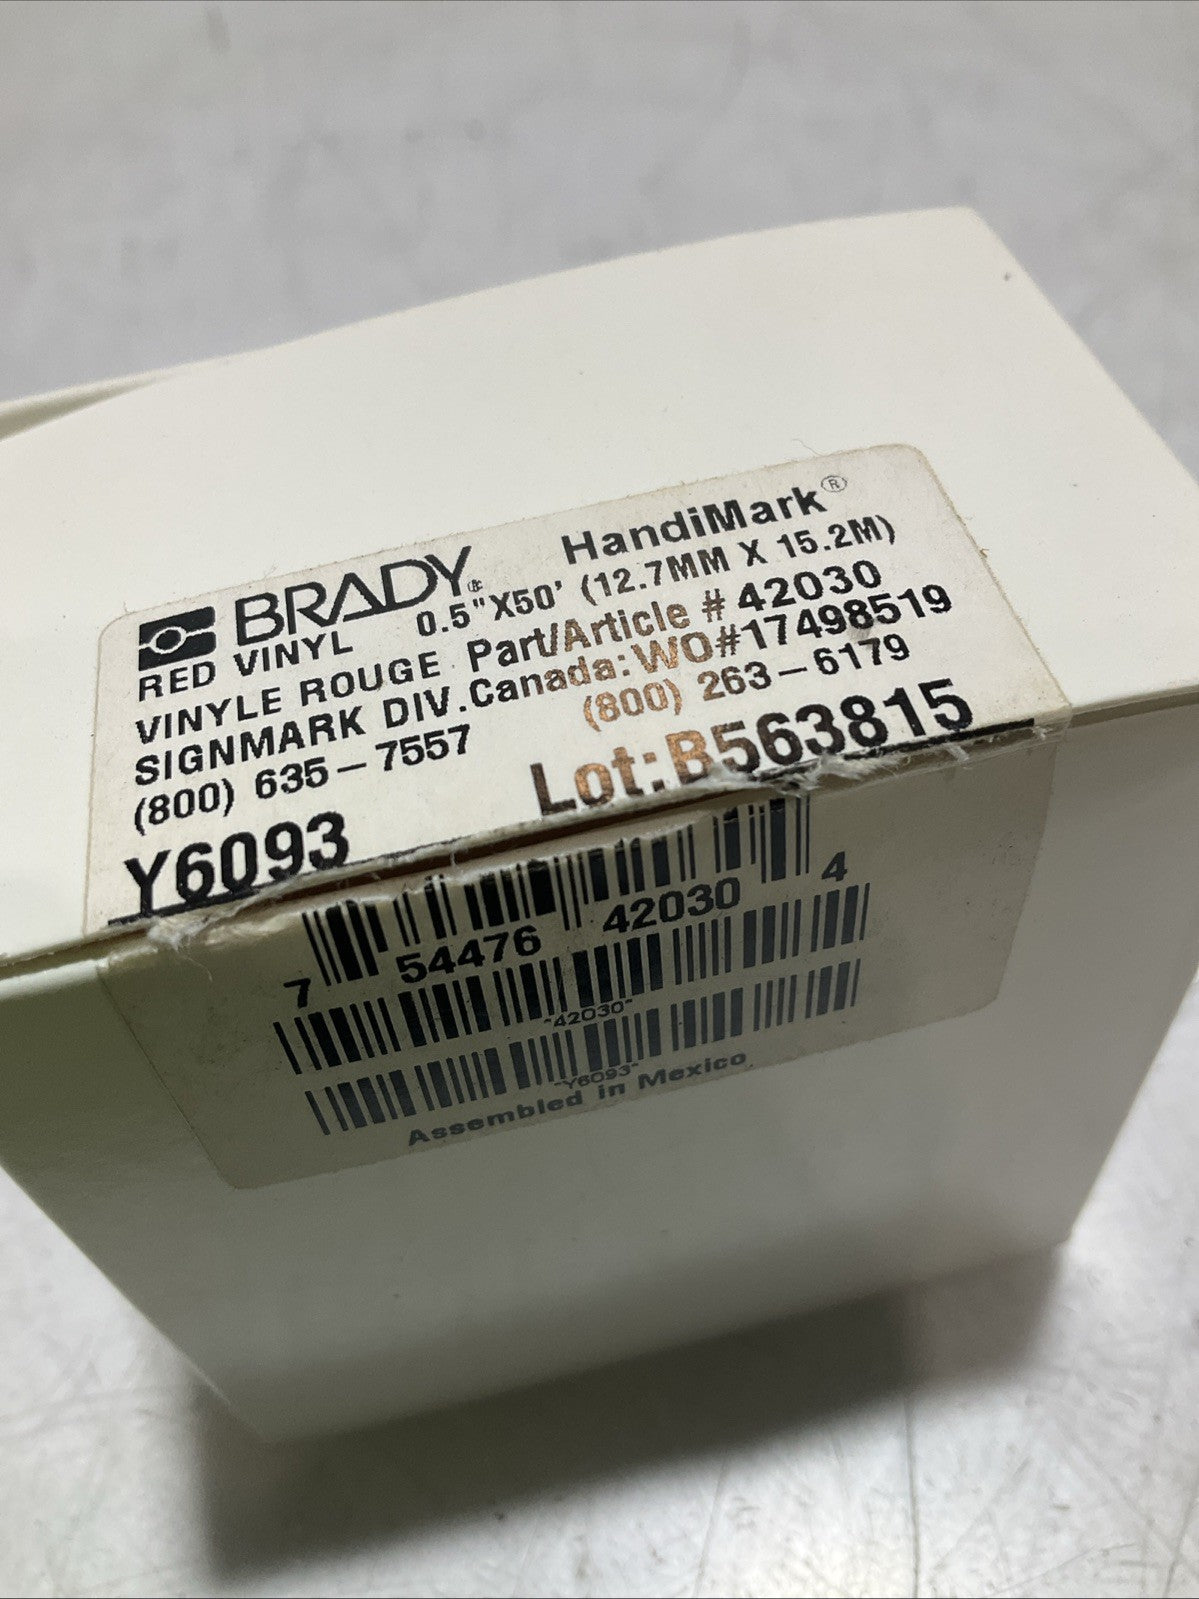 BRADY® HandiMark®
RED VINYL 0.5"X50' (12.7MM X 15.2M)
VINYLE ROUGE Part/Article # 42030
SIGNMARK DIV. Canada: WO#17498519
(800) 635-7557 (800) 263-6179
Y6093 Lot:B563815
7 54476 42030 4
"42030"
"Y6093"
Assembled in Mexico